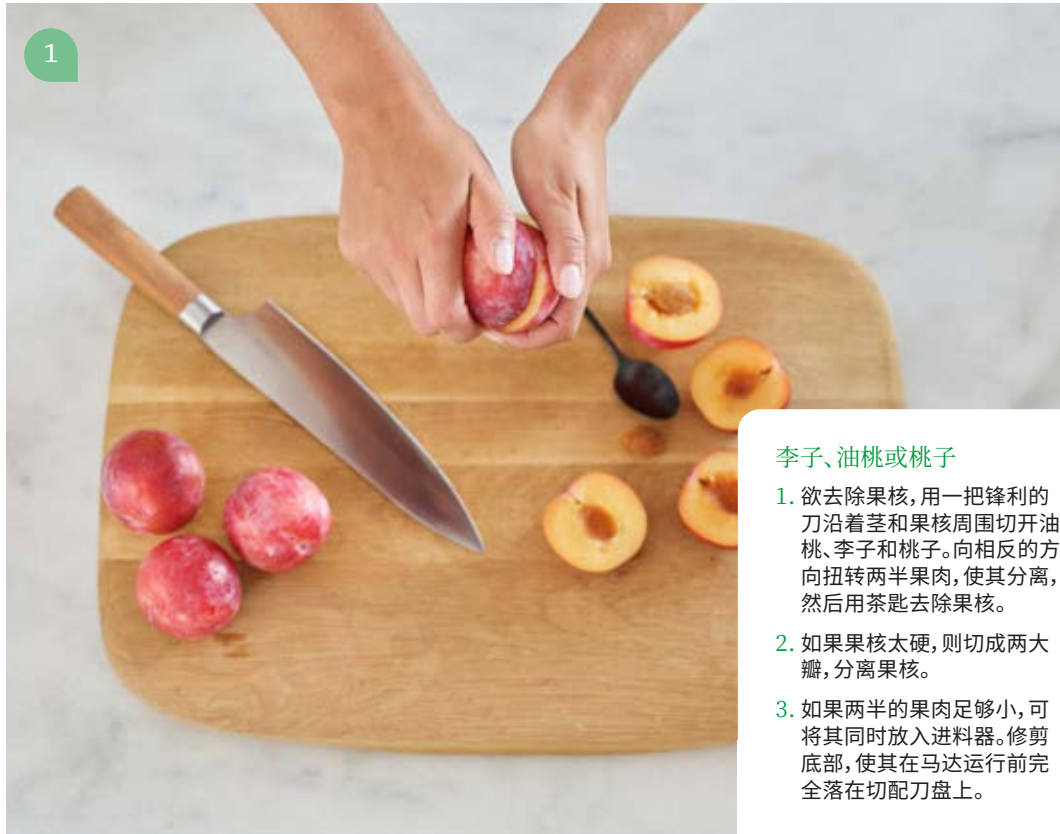 1
李子、油桃或桃子
1. 欲去除果核，用一把锋利的
刀沿着茎和果核周围切开油
桃、李子和桃子。向相反的方
向扭转两半果肉，使其分离，
然后用茶匙去除果核。
2. 如果果核太硬，则切成两大
瓣，分离果核。
3. 如果两半的果肉足够小，可
将其同时放入进料器。修剪
底部，使其在马达运行前完
全落在切配刀盘上。